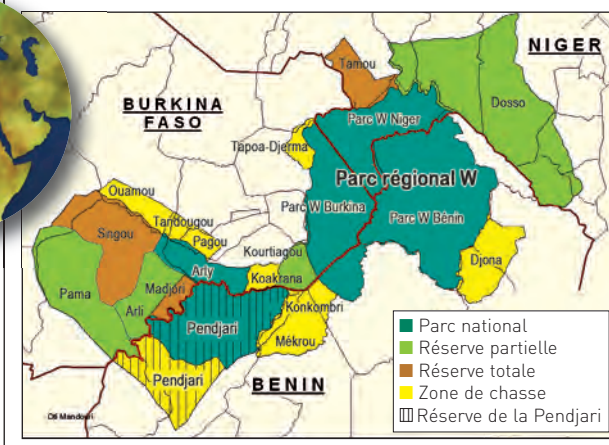 NIGER
Tamou
BURKINA
FASO
Dosso
Parc W Niger
Tapoa-Djerma
Parc régional W
Ouamou
Parc W Burkina
Parc W Bénin
Tandougou
Singou
Pagou
Kourtiagou
Arly
Koakrana
Djona
Pama
Madjori
Arli
Konkombri
Pendjari
Mékrou
Pendjari
BENIN
Parc national
Réserve partielle
Réserve totale
Zone de chasse
Réserve de la Pendjari